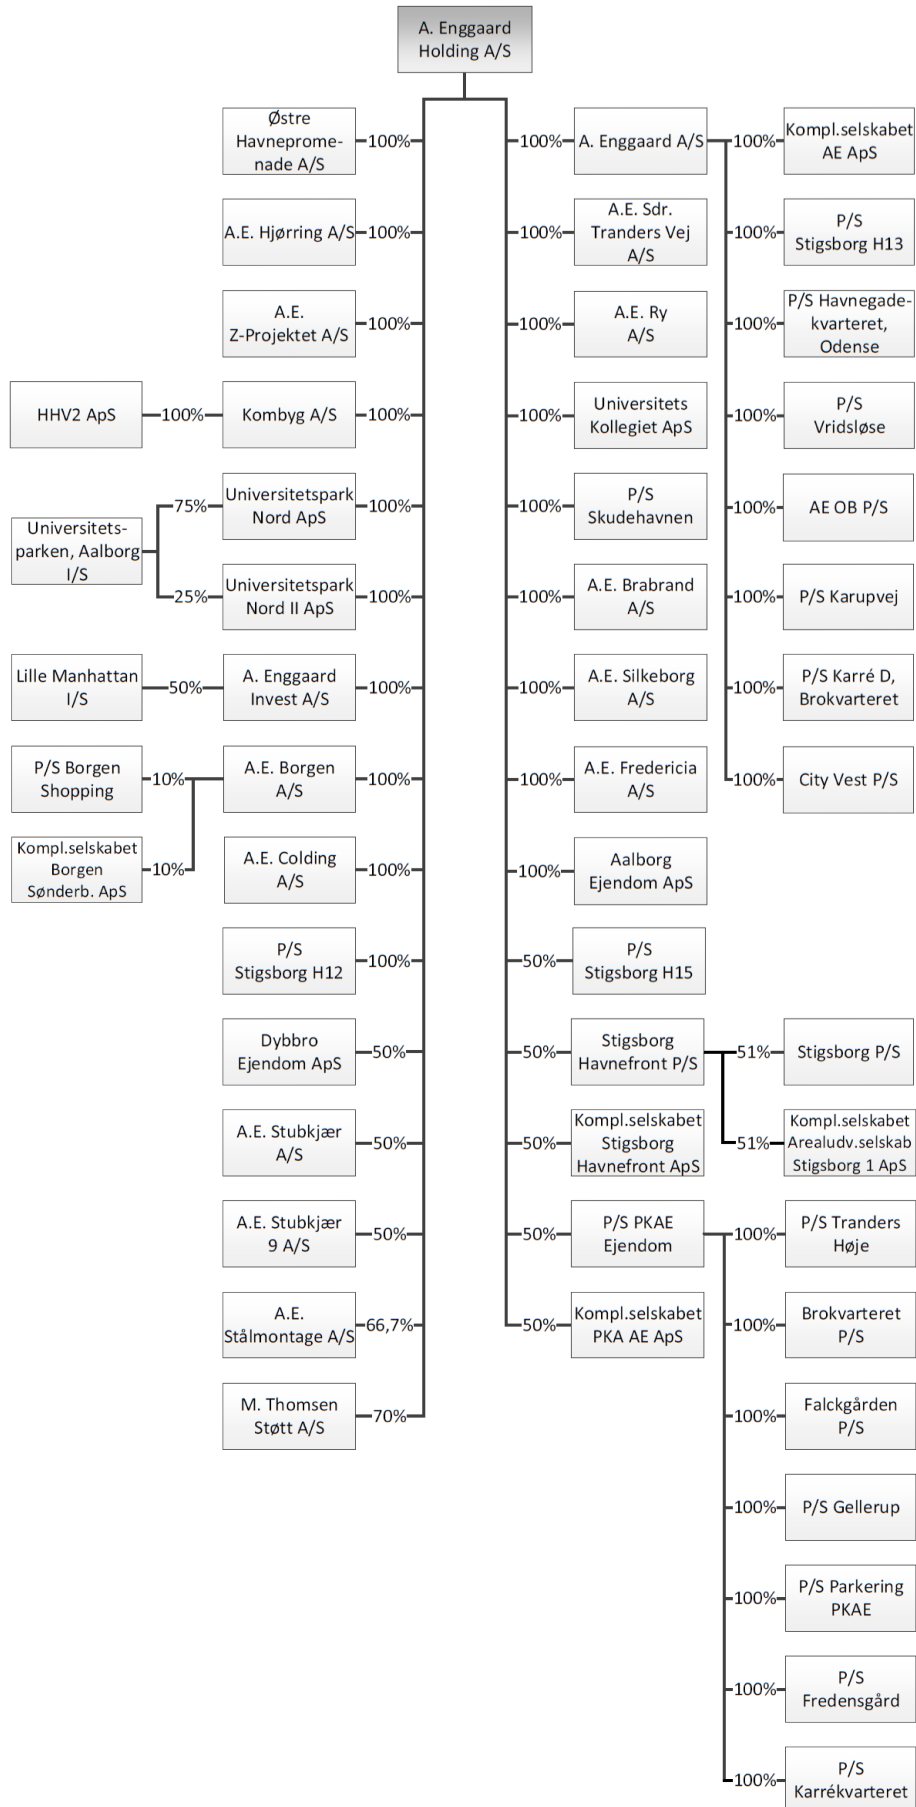 A. Enggaard
Holding A/S
Østre
Havneprome-
nade A/S
100%
100%
A. Enggaard A/S
100%
Kompl.selskabet
AE ApS
A.E. Hjørring A/S
100%
100%
A.E. Sdr.
Tranders Vej
A/S
100%
P/S
Stigsborg H13
A.E.
Z-Projektet A/S
100%
100%
A.E. Ry
A/S
100%
P/S Havnegade-
kvarteret,
Odense
HHV2 ApS
100%
Kombyg A/S
100%
100%
Universitets
Kollegiet ApS
100%
P/S
Vridsløse
Universitets-
parken, Aalborg
I/S
75%
Universitetspark
Nord ApS
100%
100%
P/S
Skudehavnen
100%
AE OB P/S
25%
Universitetspark
Nord II ApS
100%
100%
A.E. Brabrand
A/S
100%
P/S Karupvej
Lille Manhattan
I/S
50%
A. Enggaard
Invest A/S
100%
100%
A.E. Silkeborg
A/S
100%
P/S Karré D,
Brokvarteret
P/S Borgen
Shopping
10%
A.E. Borgen
A/S
100%
100%
A.E. Fredericia
A/S
100%
City Vest P/S
Kompl.selskabet
Borgen
Sønderb. ApS
10%
A.E. Colding
A/S
100%
100%
Aalborg
Ejendom ApS
P/S
Stigsborg H12
100%
50%
P/S
Stigsborg H15
Dybbro
Ejendom ApS
50%
50%
Stigsborg
Havnefront P/S
51%
Stigsborg P/S
A.E. Stubkjær
A/S
50%
50%
Kompl.selskabet
Stigsborg
Havnefront ApS
51%
Kompl.selskabet
Arealudv.selskab
Stigsborg 1 ApS
A.E. Stubkjær
9 A/S
50%
50%
P/S PKAE
Ejendom
100%
P/S Tranders
Høje
A.E.
Stålmontage A/S
66,7%
50%
Kompl.selskabet
PKA AE ApS
100%
Brokvarteret
P/S
M. Thomsen
Støtt A/S
70%
100%
Falckgården
P/S
100%
P/S Gellerup
100%
P/S Parkering
PKAE
100%
P/S
Fredensgård
100%
P/S
Karrékvarteret